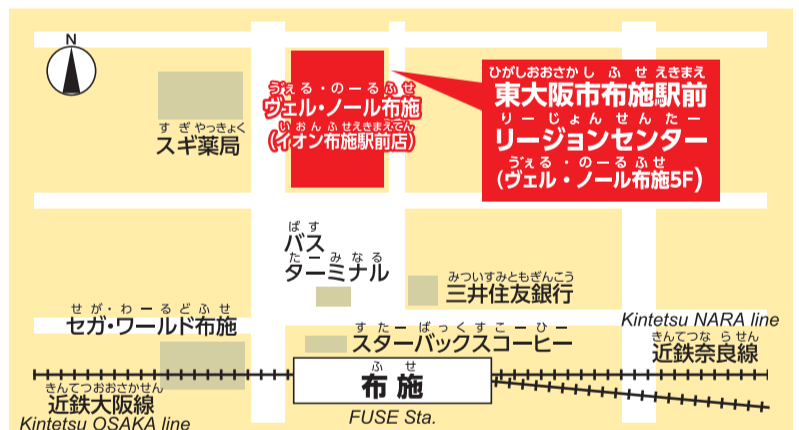 N
ゔぇる・のーるふせ
ヴェル・ノール布施
いおんふせえきまえてん
(イオン布施駅前店)
ひがしおおさかしふせえきまえ
東大阪市布施駅前
りーじょんせんたー
リージョンセンター
ゔぇる・のーるふせ
(ヴェル・ノール布施5F)
すぎやっきょく
スギ薬局
ばす
バス
たーみなる
ターミナル
みついすみともぎんこう
三井住友銀行
せが・わーるどふせ
セガ・ワールド布施
すたーばっくすこーひー
スターバックスコーヒー
Kintetsu NARA line
きんてつならせん
近鉄奈良線
ふせ
布施
FUSE Sta.
きんてつおおさかせん
近鉄大阪線
Kintetsu OSAKA line